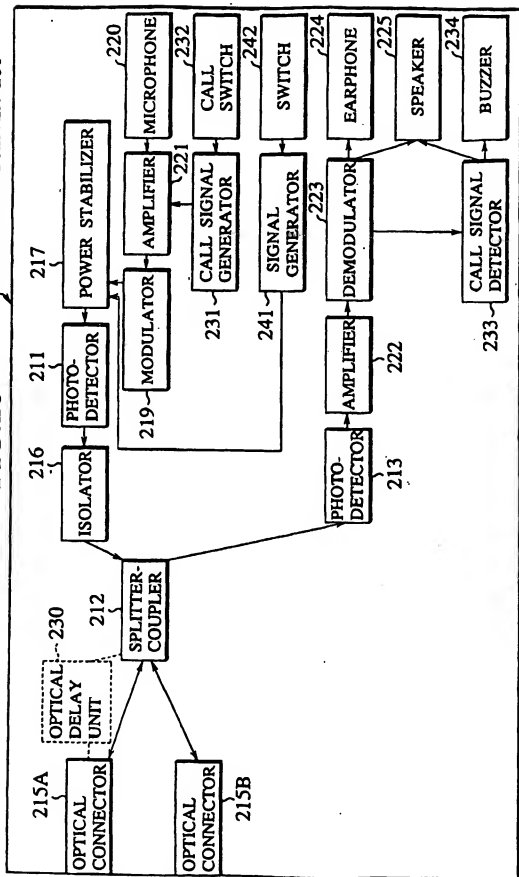 220
MICROPHONE
232
CALL
SWITCH
242
SWITCH
224
EARPHONE
225
SPEAKER
234
BUZZER
217
POWER STABILIZER
AMPLIFIER
221
CALL SIGNAL
GENERATOR
231
SIGNAL
GENERATOR
241
223
DEMODULATOR
CALL SIGNAL
DETECTOR
233
211
PHOTO-
DETECTOR
MODULATOR
219
AMPLIFIER
222
216
ISOLATOR
PHOTO-
DETECTOR
213
212
SPLITTER-
COUPLER
230
OPTICAL
DELAY
UNIT
215A
OPTICAL
CONNECTOR
OPTICAL
CONNECTOR
215B